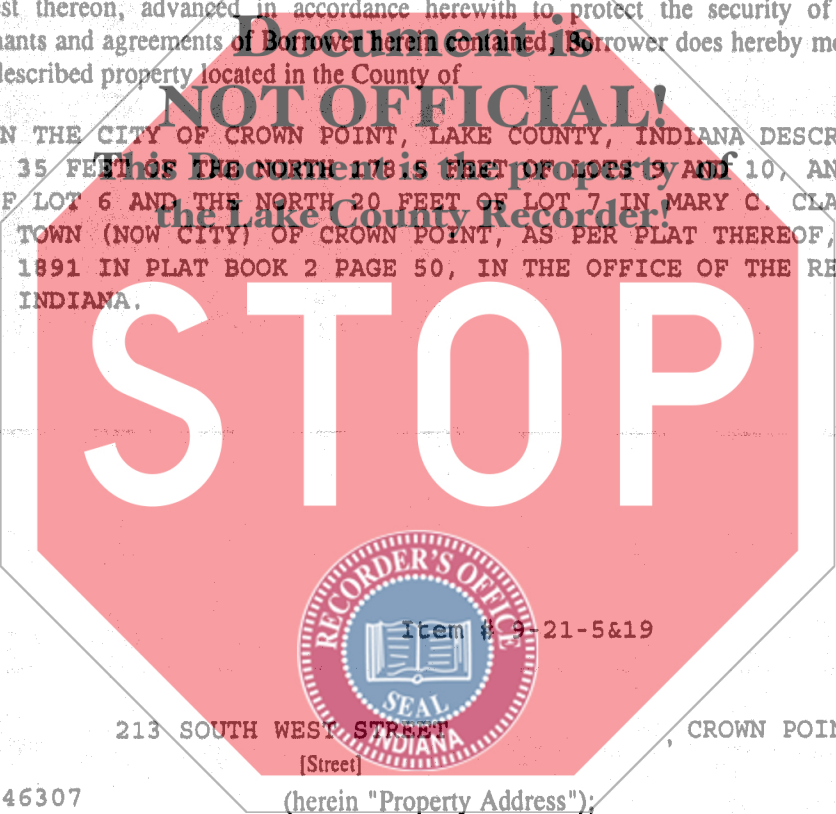 st thereon, advanced in accordance herewith to protect the security of
nants and agreements of Borrower herein contained, Borrower does hereby mo
described property located in the County of
Document is
NOT OFFICIAL!
This Document is the property of
the Lake County Recorder!
N THE CITY OF CROWN POINT, LAKE COUNTY, INDIANA DESCR
35 FEET OF THE NORTH 178.5 FEET OF LOTS 9 AND 10, AN
F LOT 6 AND THE NORTH 20 FEET OF LOT 7 IN MARY C. CLA
TOWN (NOW CITY) OF CROWN POINT, AS PER PLAT THEREOF,
1891 IN PLAT BOOK 2 PAGE 50, IN THE OFFICE OF THE RE
INDIANA.
STOP
RECORDER'S OFFICE
SEAL
INDIANA
Item # 9-21-5&19
213 SOUTH WEST STREET , CROWN POIN
[Street]
46307 (herein "Property Address");